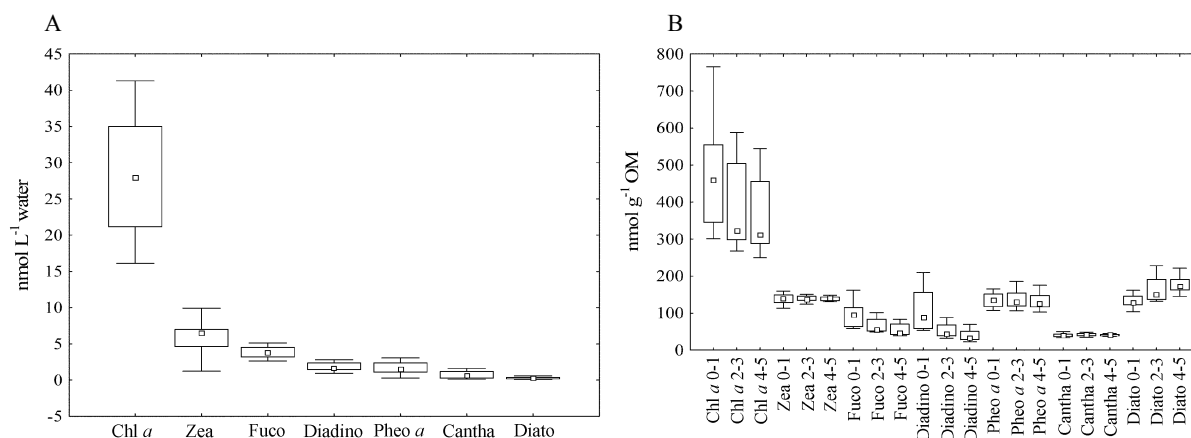 A
45
40
35
30
25
20
15
10
5
0
-5
nmol L⁻¹ water
Chl a
Zea
Fuco
Diadino
Pheo a
Cantha
Diato
B
800
700
600
500
400
300
200
100
0
nmol g⁻¹ OM
Chl a 0-1
Chl a 2-3
Chl a 4-5
Zea 0-1
Zea 2-3
Zea 4-5
Fuco 0-1
Fuco 2-3
Fuco 4-5
Diadino 0-1
Diadino 2-3
Diadino 4-5
Pheo a 0-1
Pheo a 2-3
Pheo a 4-5
Cantha 0-1
Cantha 2-3
Cantha 4-5
Diato 0-1
Diato 2-3
Diato 4-5